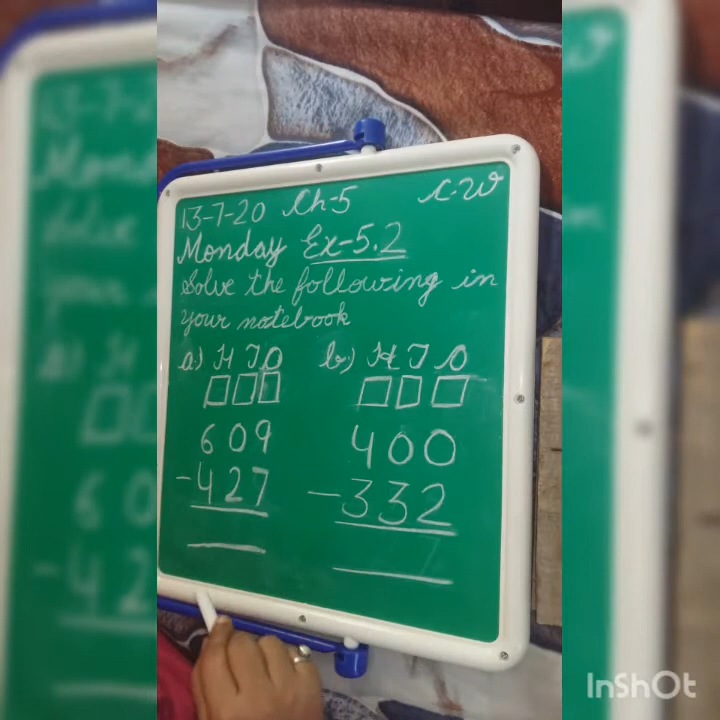 13-7-20 Ch-5 C.W
Monday Ex-5.2
Solve the following in
your notebook
a) H T O b) H T O
609 400
-427 -332
InShOt